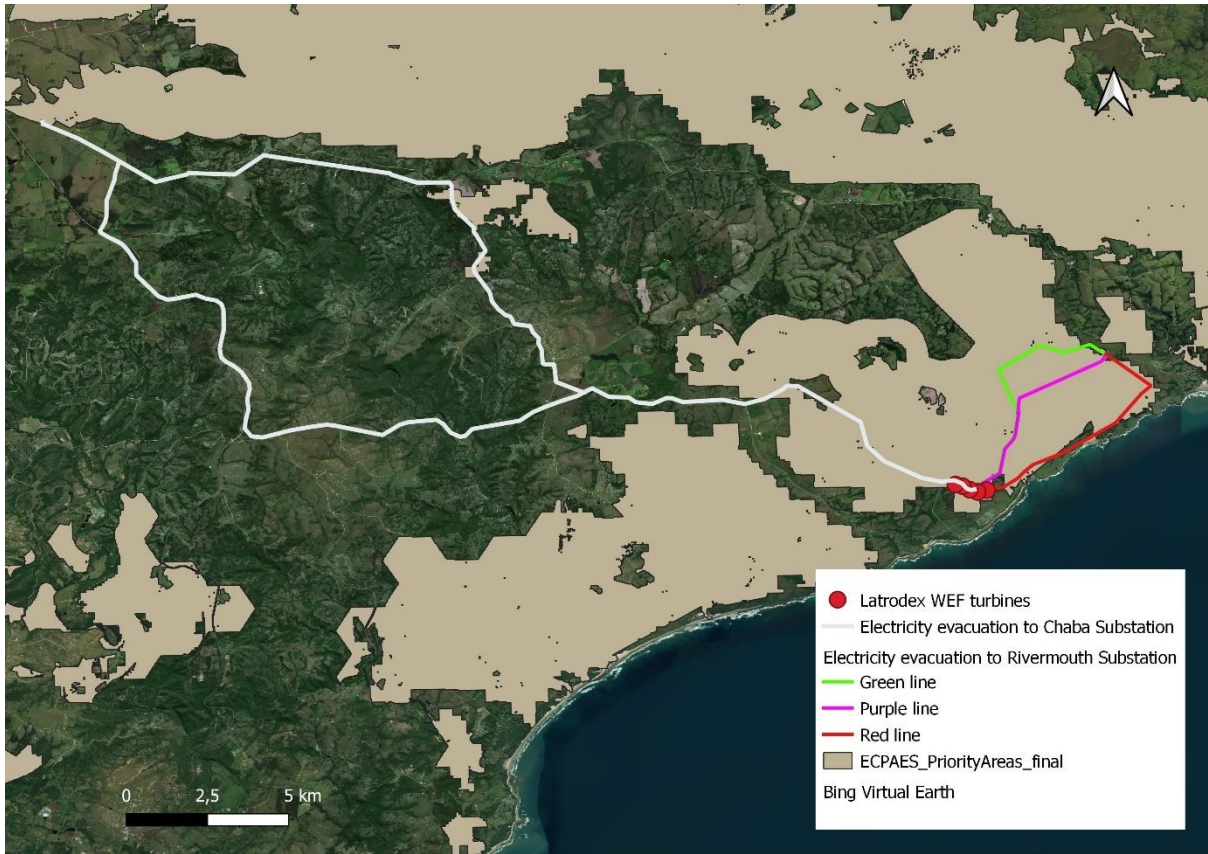 Latrodex WEF turbines
Electricity evacuation to Chaba Substation
Electricity evacuation to Rivermouth Substation
Green line
Purple line
Red line
ECPAES_PriorityAreas_final
Bing Virtual Earth
0 2,5 5 km